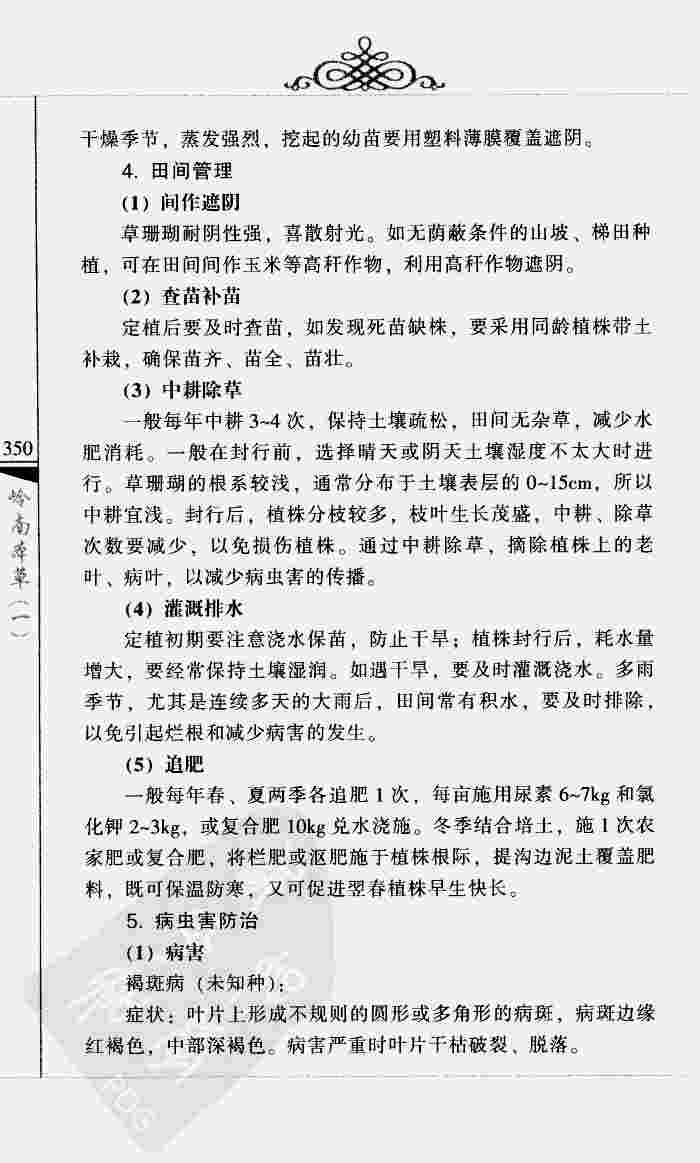 干燥季节，蒸发强烈，挖起的幼苗要用塑料薄膜覆盖遮阴。
4. 田间管理
(1) 间作遮阴
草珊瑚耐阴性强，喜散射光。如无荫蔽条件的山坡、梯田种
植，可在田间间作玉米等高秆作物，利用高秆作物遮阴。
(2) 查苗补苗
定植后要及时查苗，如发现死苗缺株，要采用同龄植株带土
补栽，确保苗齐、苗全、苗壮。
(3) 中耕除草
一般每年中耕 3~4 次，保持土壤疏松，田间无杂草，减少水
肥消耗。一般在封行前，选择晴天或阴天土壤湿度不太大时进
行。草珊瑚的根系较浅，通常分布于土壤表层的 0~15cm，所以
中耕宜浅。封行后，植株分枝较多，枝叶生长茂盛，中耕、除草
次数要减少，以免损伤植株。通过中耕除草，摘除植株上的老
叶、病叶，以减少病虫害的传播。
(4) 灌溉排水
定植初期要注意浇水保苗，防止干旱；植株封行后，耗水量
增大，要经常保持土壤湿润。如遇干旱，要及时灌溉浇水。多雨
季节，尤其是连续多天的大雨后，田间常有积水，要及时排除，
以免引起烂根和减少病害的发生。
(5) 追肥
一般每年春、夏两季各追肥 1 次，每亩施用尿素 6~7kg 和氯
化钾 2~3kg，或复合肥 10kg 兑水浇施。冬季结合培土，施 1 次农
家肥或复合肥，将栏肥或沤肥施于植株根际，提沟边泥土覆盖肥
料，既可保温防寒，又可促进翌春植株早生快长。
5. 病虫害防治
(1) 病害
褐斑病（未知种）：
症状：叶片上形成不规则的圆形或多角形的病斑，病斑边缘
红褐色，中部深褐色。病害严重时叶片干枯破裂、脱落。
350
岭南本草（一）
PDG